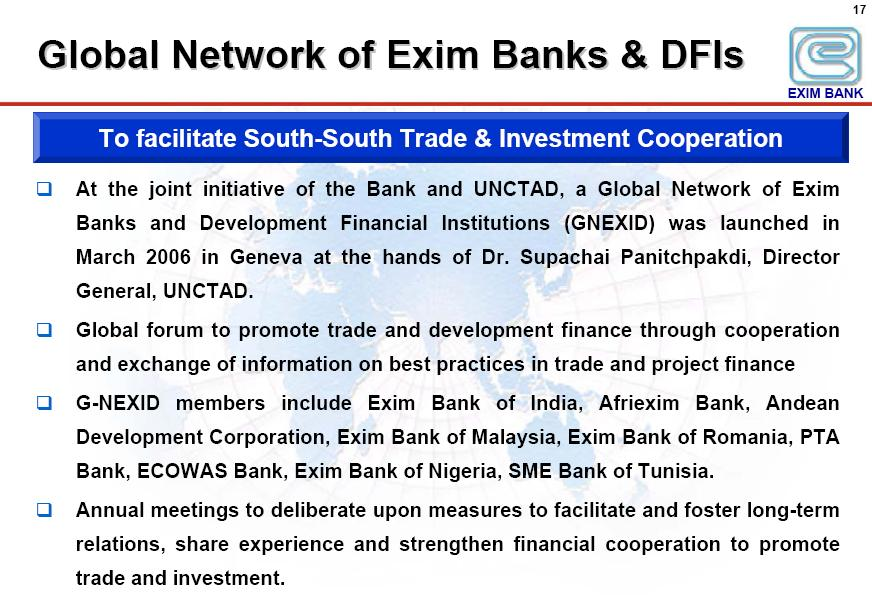 17
Global Network of Exim Banks & DFIs
EXIM BANK
To facilitate South-South Trade & Investment Cooperation
At the joint initiative of the Bank and UNCTAD, a Global Network of Exim
Banks and Development Financial Institutions (GNEXID) was launched in
March 2006 in Geneva at the hands of Dr. Supachai Panitchpakdi, Director
General, UNCTAD.
Global forum to promote trade and development finance through cooperation
and exchange of information on best practices in trade and project finance
G-NEXID members include Exim Bank of India, Afriexim Bank, Andean
Development Corporation, Exim Bank of Malaysia, Exim Bank of Romania, PTA
Bank, ECOWAS Bank, Exim Bank of Nigeria, SME Bank of Tunisia.
Annual meetings to deliberate upon measures to facilitate and foster long-term
relations, share experience and strengthen financial cooperation to promote
trade and investment.